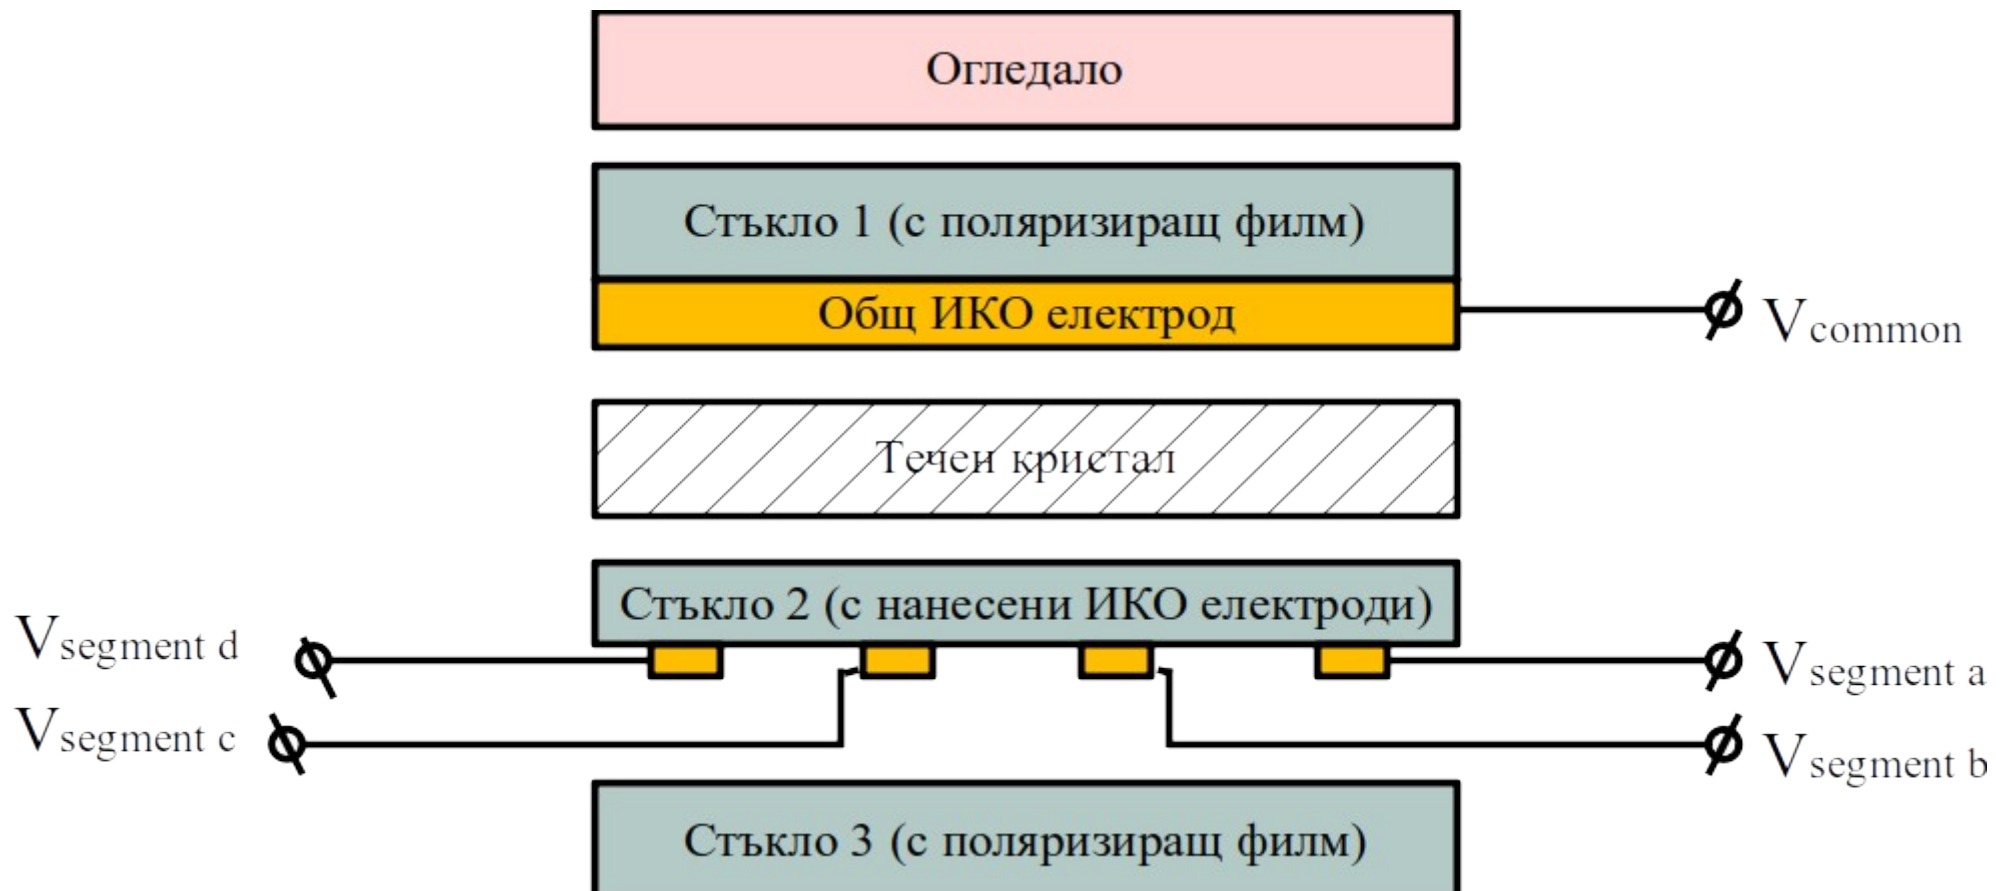 Огледало
Стъкло 1 (с поляризиращ филм)
Общ ИКО електрод
Vcommon
Течен кристал
Стъкло 2 (с нанесени ИКО електроди)
Vsegment d
Vsegment a
Vsegment c
Vsegment b
Стъкло 3 (с поляризиращ филм)